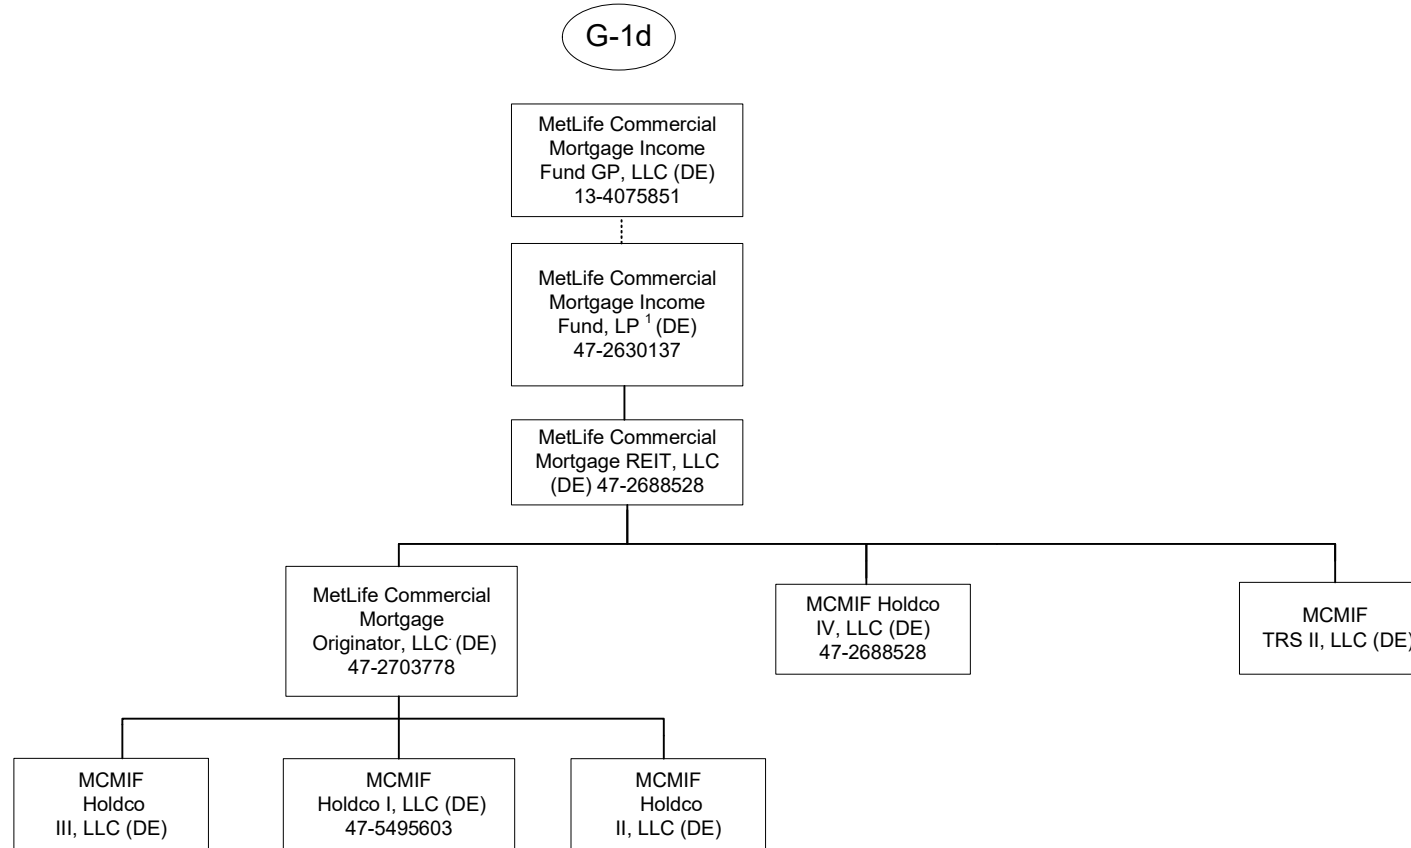 G-1d
MetLife Commercial
Mortgage Income
Fund GP, LLC (DE)
13-4075851
MetLife Commercial
Mortgage Income
Fund, LP ¹ (DE)
47-2630137
MetLife Commercial
Mortgage REIT, LLC
(DE) 47-2688528
MetLife Commercial
Mortgage
Originator, LLC. (DE)
47-2703778
MCMIF Holdco
IV, LLC (DE)
47-2688528
MCMIF
TRS II, LLC (DE)
MCMIF
Holdco
III, LLC (DE)
MCMIF
Holdco I, LLC (DE)
47-5495603
MCMIF
Holdco
II, LLC (DE)